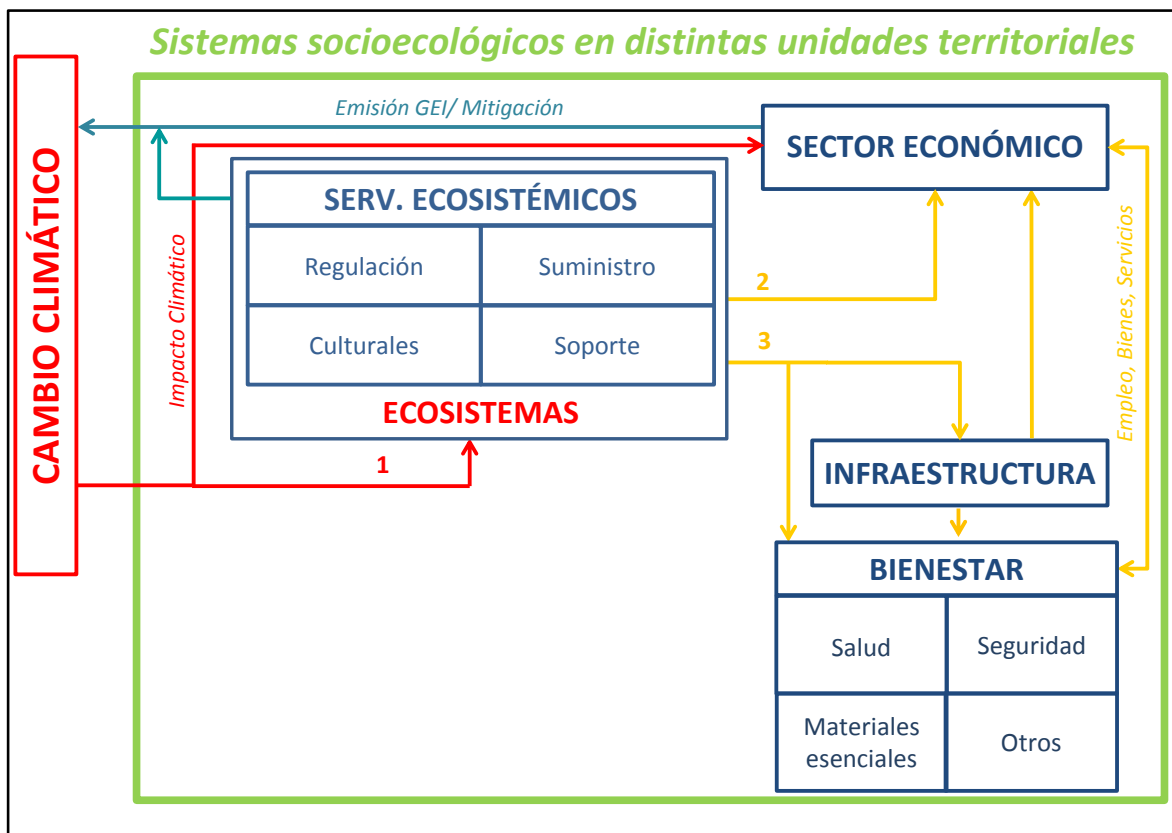 Sistemas socioecológicos en distintas unidades territoriales
CAMBIO CLIMÁTICO
Emisión GEI/ Mitigación
SECTOR ECONÓMICO
Impacto Climático
SERV. ECOSISTÉMICOS
Regulación
Suministro
Culturales
Soporte
ECOSISTEMAS
1
2
3
Empleo, Bienes, Servicios
INFRAESTRUCTURA
BIENESTAR
Salud
Seguridad
Materiales
esenciales
Otros